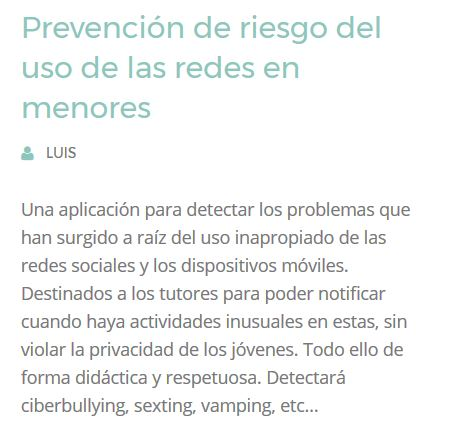 Prevención de riesgo del
uso de las redes en
menores
LUIS
Una aplicación para detectar los problemas que
han surgido a raíz del uso inapropiado de las
redes sociales y los dispositivos móviles.
Destinados a los tutores para poder notificar
cuando haya actividades inusuales en estas, sin
violar la privacidad de los jóvenes. Todo ello de
forma didáctica y respetuosa. Detectará
ciberbullying, sexting, vamping, etc...